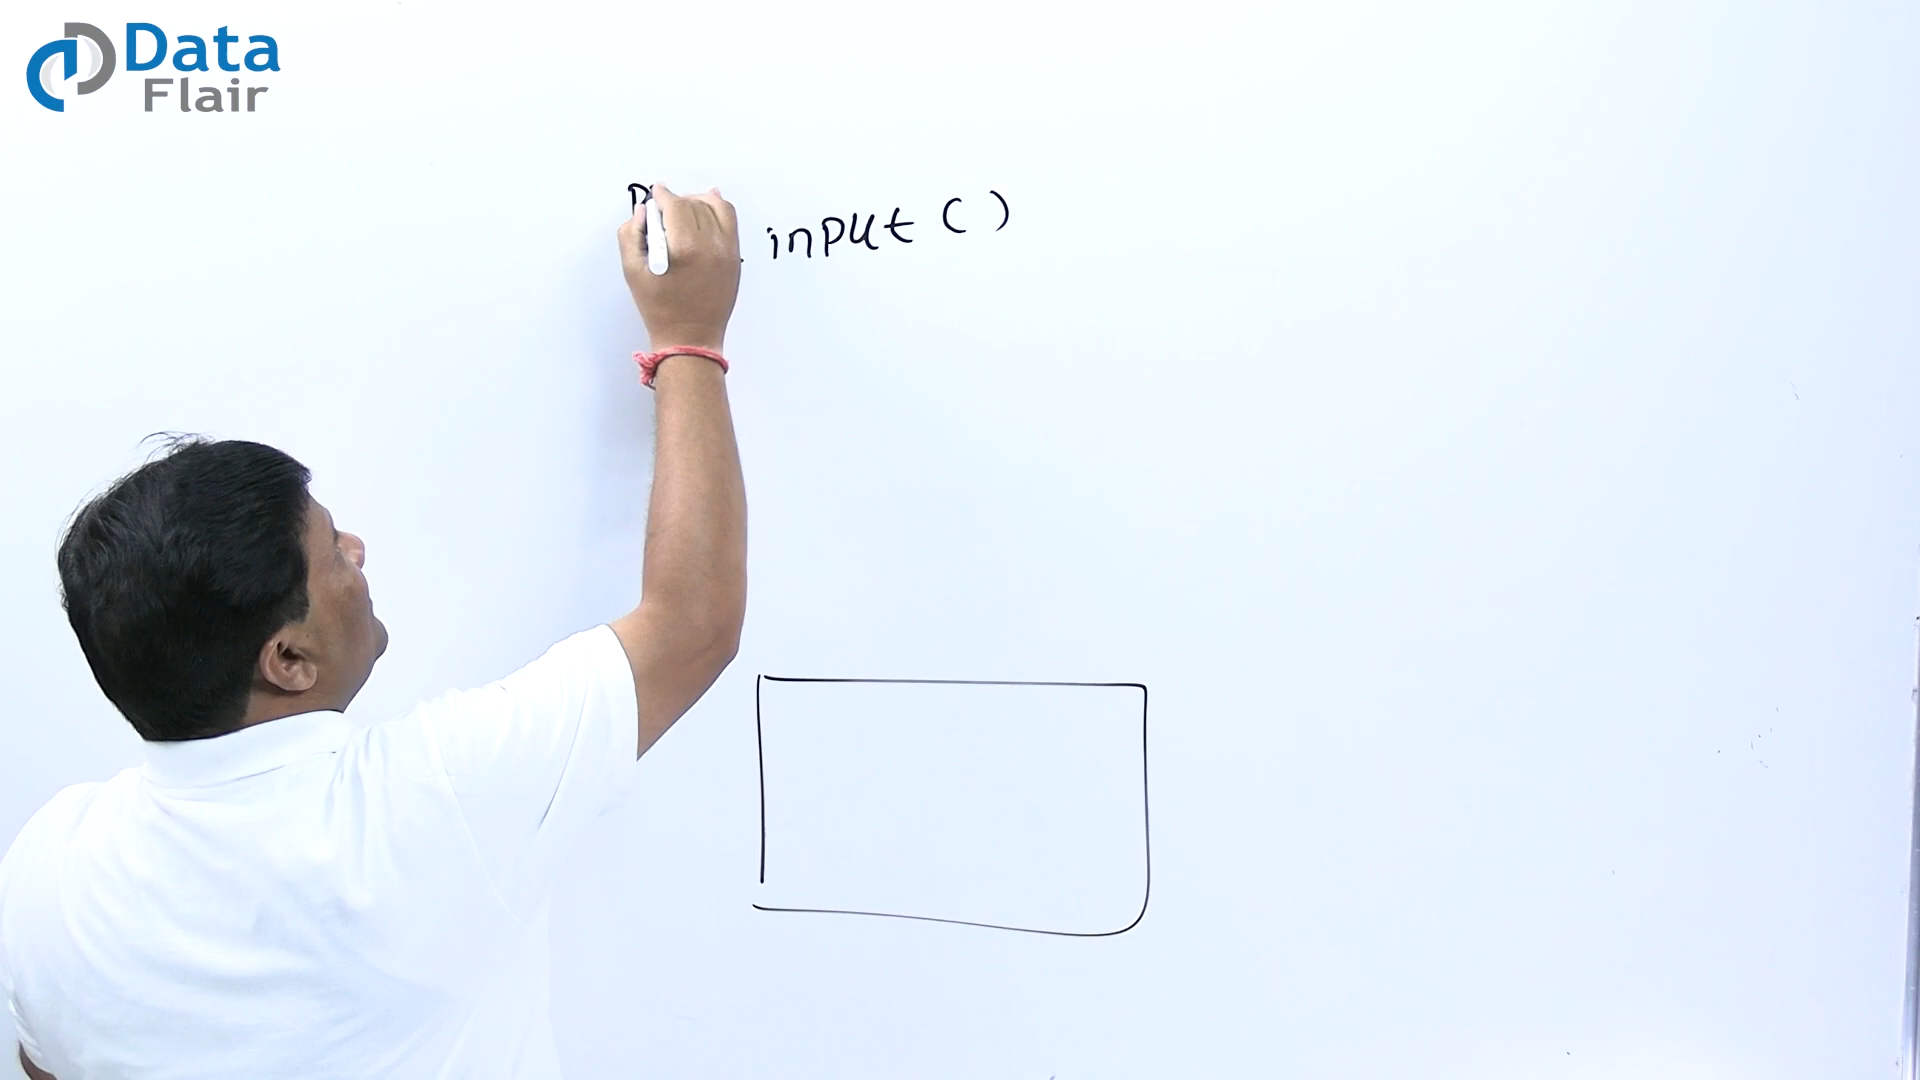 Data
Flair
input ( )